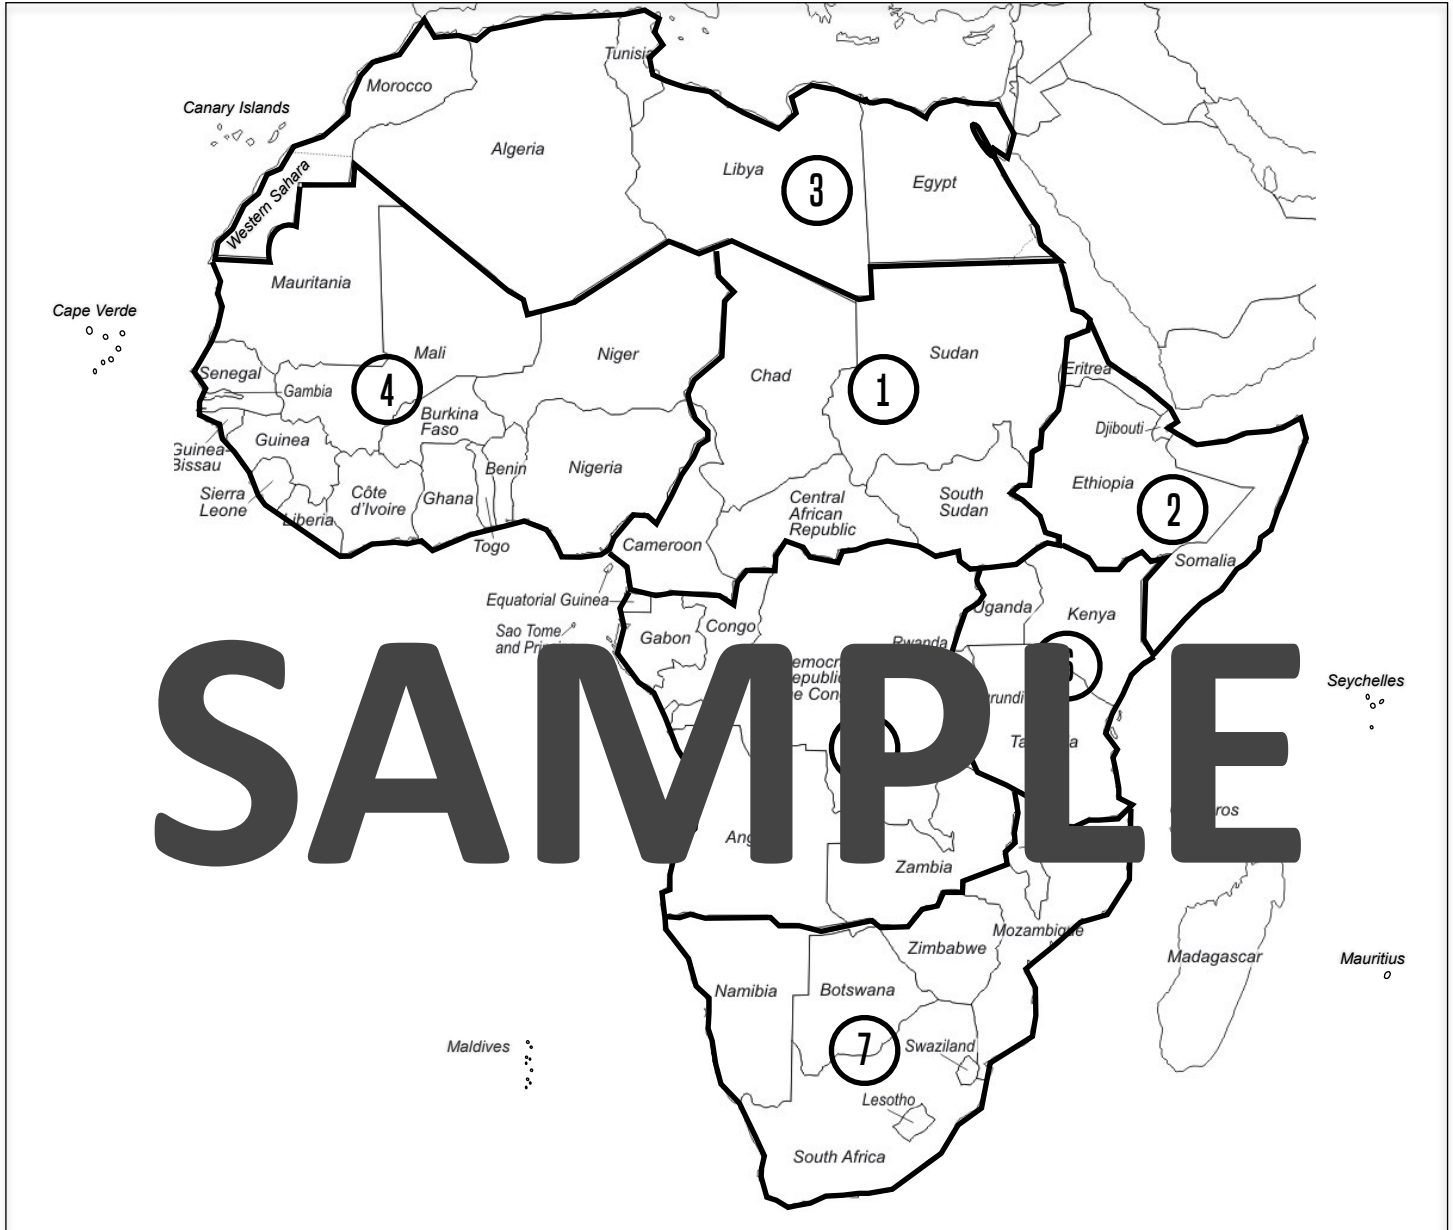 Tunisia
Morocco
Canary Islands
Algeria
Libya
3
Egypt
Western Sahara
Mauritania
Cape Verde
Mali
Niger
Chad
Sudan
Senegal
Gambia
4
1
Eritrea
Burkina
Faso
Djibouti
Guinea
Guinea-
Bissau
Benin
Nigeria
Ethiopia
Sierra
Leone
Côte
d'Ivoire
Ghana
Central
African
Republic
South
Sudan
2
Liberia
Togo
Cameroon
Somalia
Equatorial Guinea
Uganda
Kenya
Sao Tome
and
Gabon
Congo
Rwanda
SAMPLE
Seychelles
Zambia
Mozambique
Zimbabwe
Madagascar
Mauritius
Namibia
Botswana
Maldives
7
Swaziland
Lesotho
South Africa